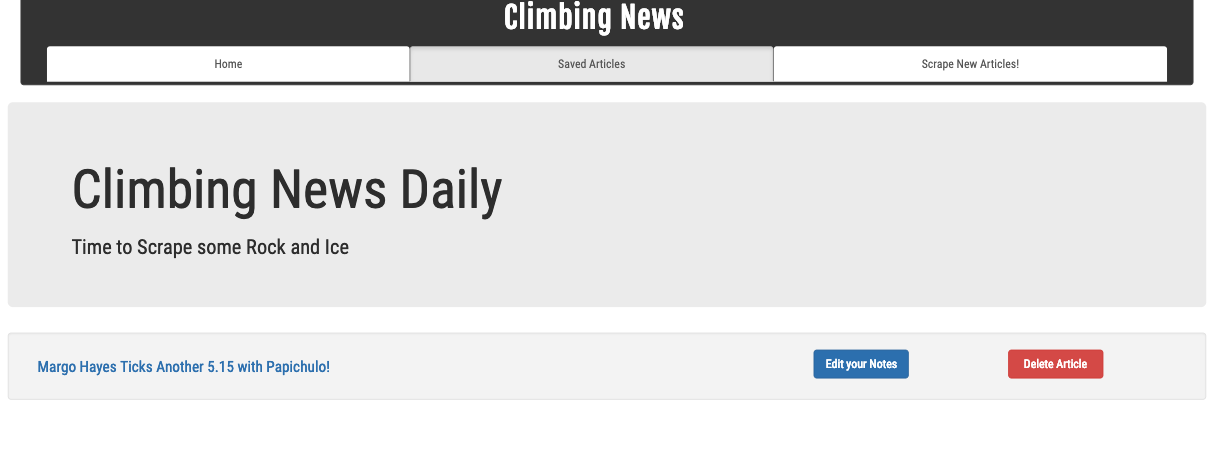 Climbing News
Home Saved Articles Scrape New Articles!
Climbing News Daily
Time to Scrape some Rock and Ice
Margo Hayes Ticks Another 5.15 with Papichulo! Edit your Notes Delete Article